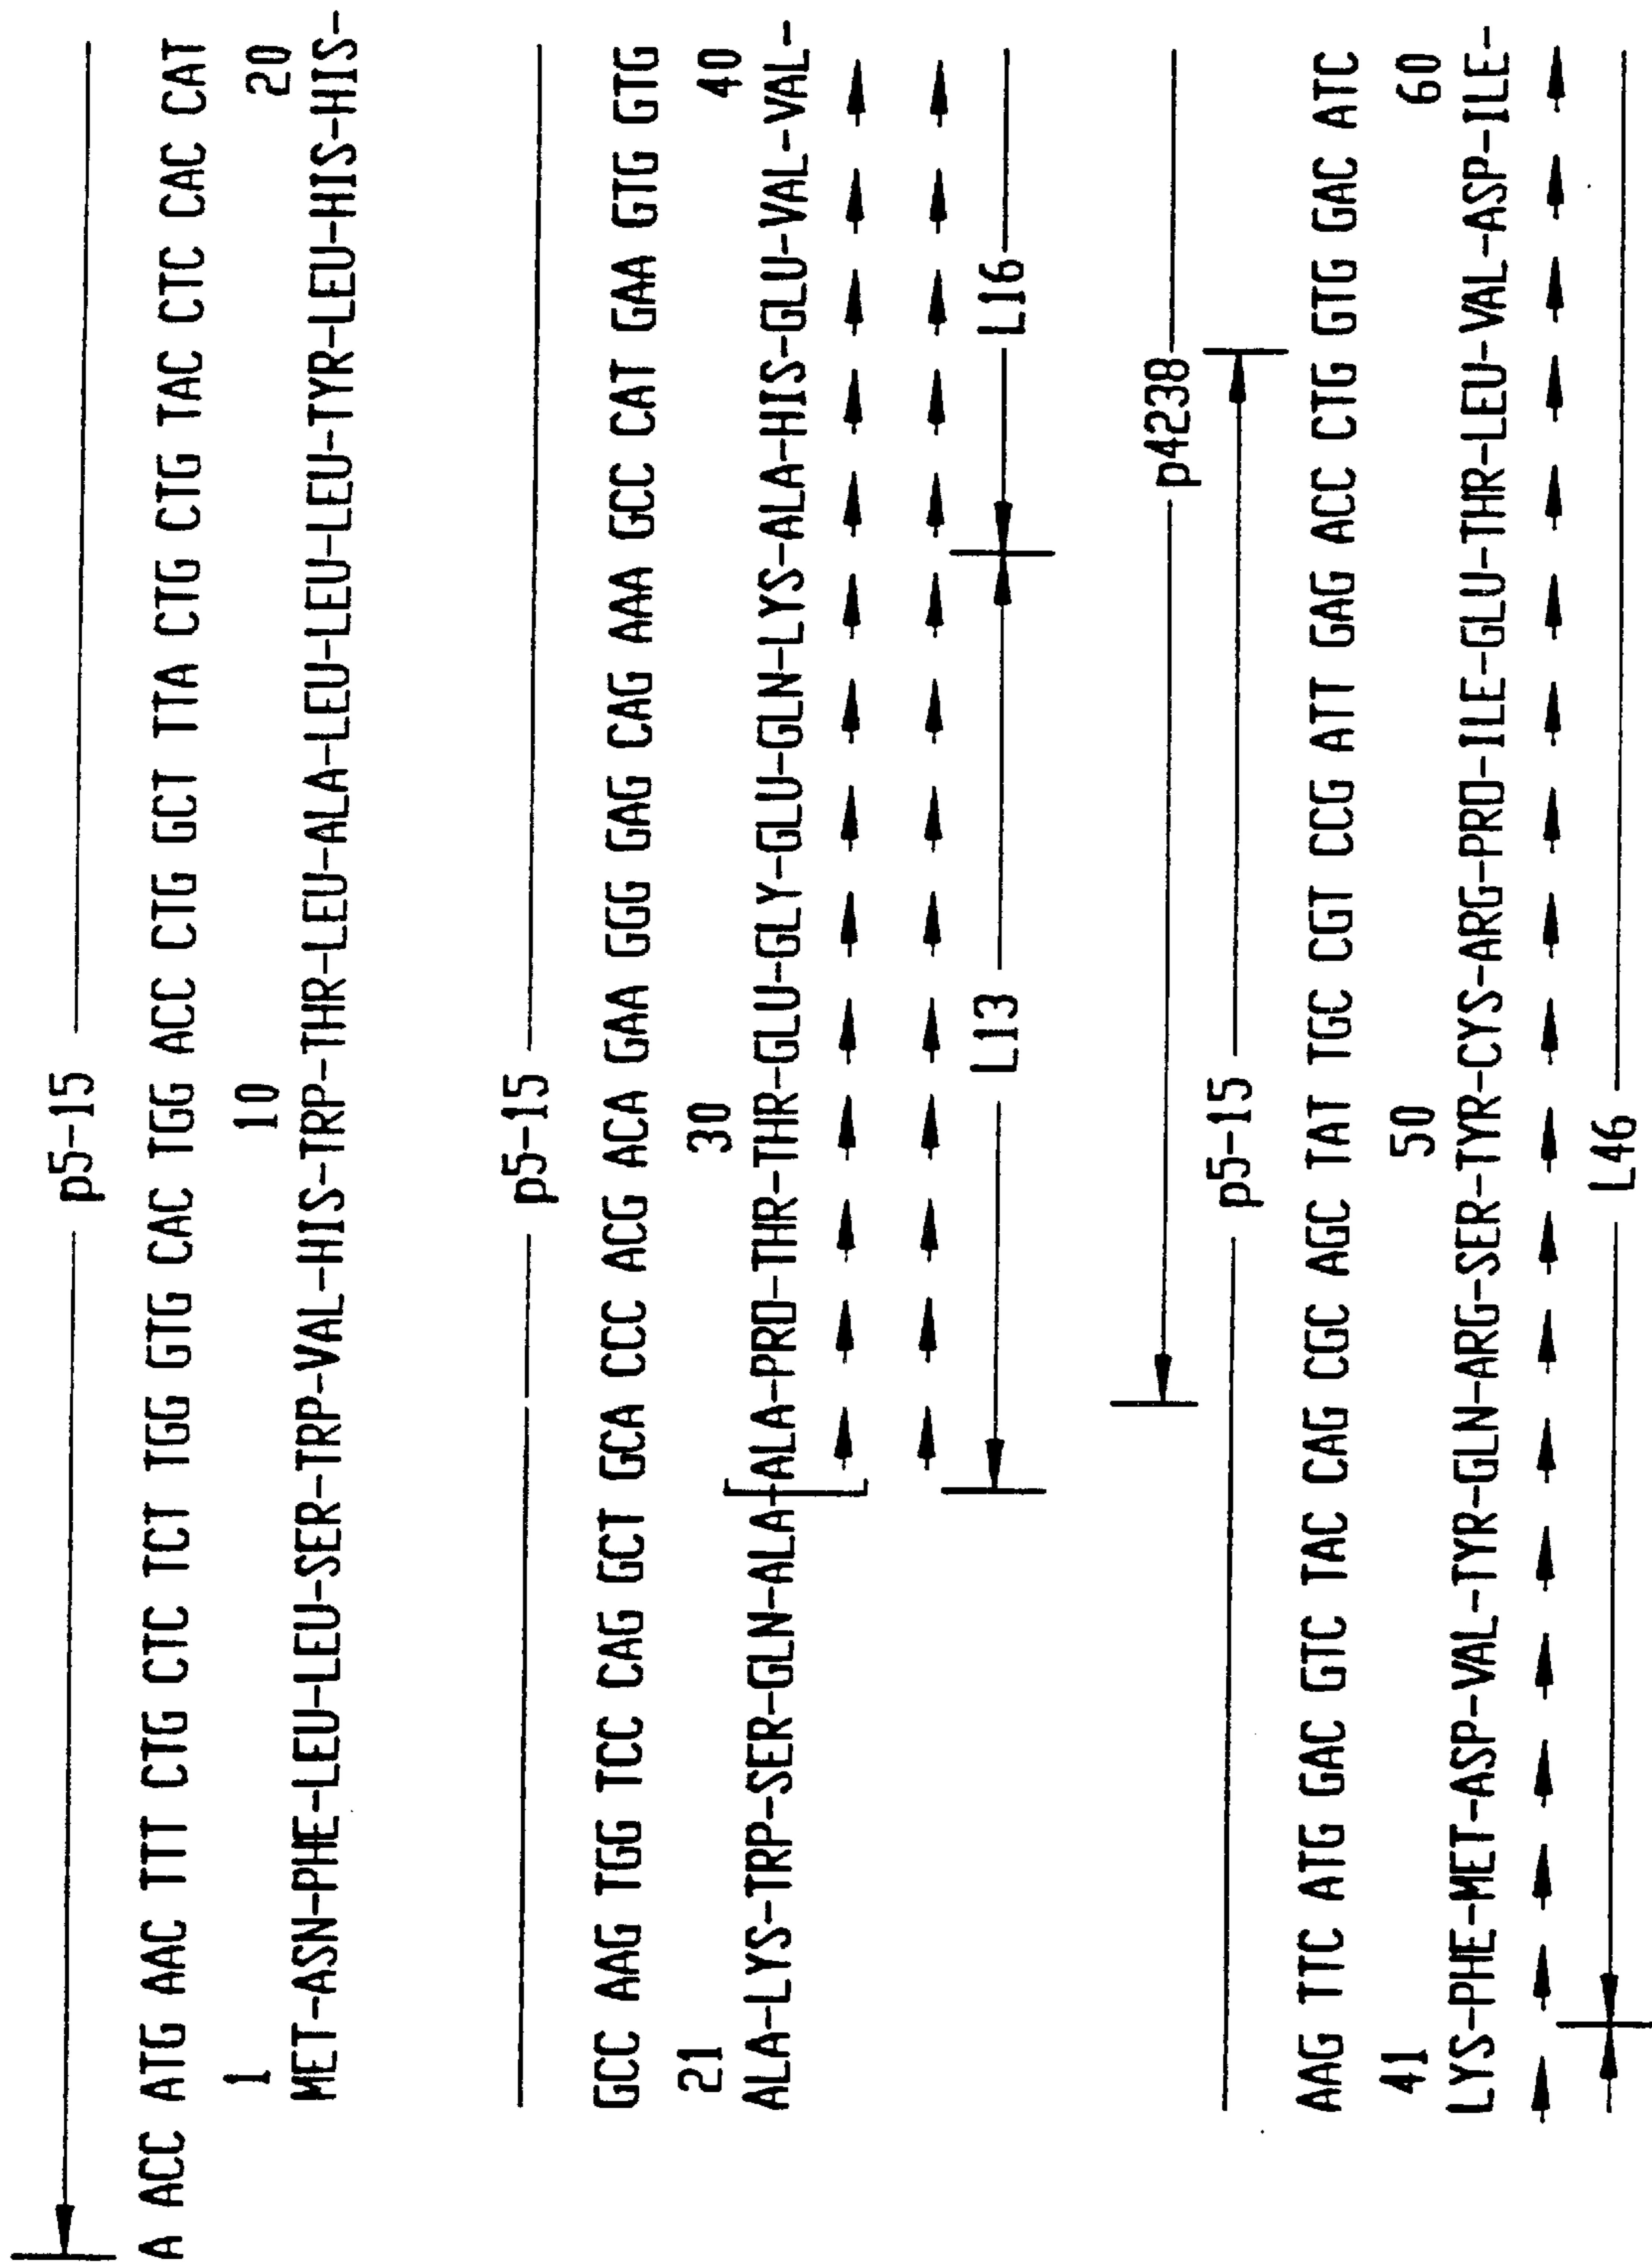 p5-15
A ACC ATG AAC TTT CTG CTC TCT TGG GTG CAC TGG ACC CTG GCT TTA CTG CTG TAC CTC CAC CAT
1 10 20
MET-ASN-PHE-LEU-LEU-SER-TRP-VAL-HIS-TRP-THR-LEU-ALA-LEU-LEU-LEU-TYR-LEU-HIS-HIS-
p5-15
GCC AAG TGG TCC CAG GCT GCA CCC ACG ACA GAA GGG GAG CAG AAA GCC CAT GAA GTG GTG
21 30 40
ALA-LYS-TRP-SER-GLN-ALA-ALA-PRO-THR-THR-GLU-GLY-GLU-GLN-LYS-ALA-HIS-GLU-VAL-VAL-
L13 L16
p4238
p5-15
AAG TTC ATG GAC GTC TAC CAG CGC AGC TAT TGC CGT CCG ATT GAG ACC CTG GTG GAC ATC
41 50 60
LYS-PHE-MET-ASP-VAL-TYR-GLN-ARG-SER-TYR-CYS-ARG-PRO-ILE-GLU-THR-LEU-VAL-ASP-ILE-
L46